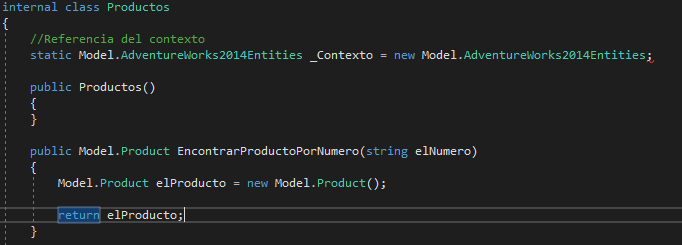 internal class Productos
{
//Referencia del contexto
static Model.AdventureWorks2014Entities _Contexto = new Model.AdventureWorks2014Entities;
public Productos()
{
}
public Model.Product EncontrarProductoPorNumero(string elNumero)
{
Model.Product elProducto = new Model.Product();
return elProducto;
}